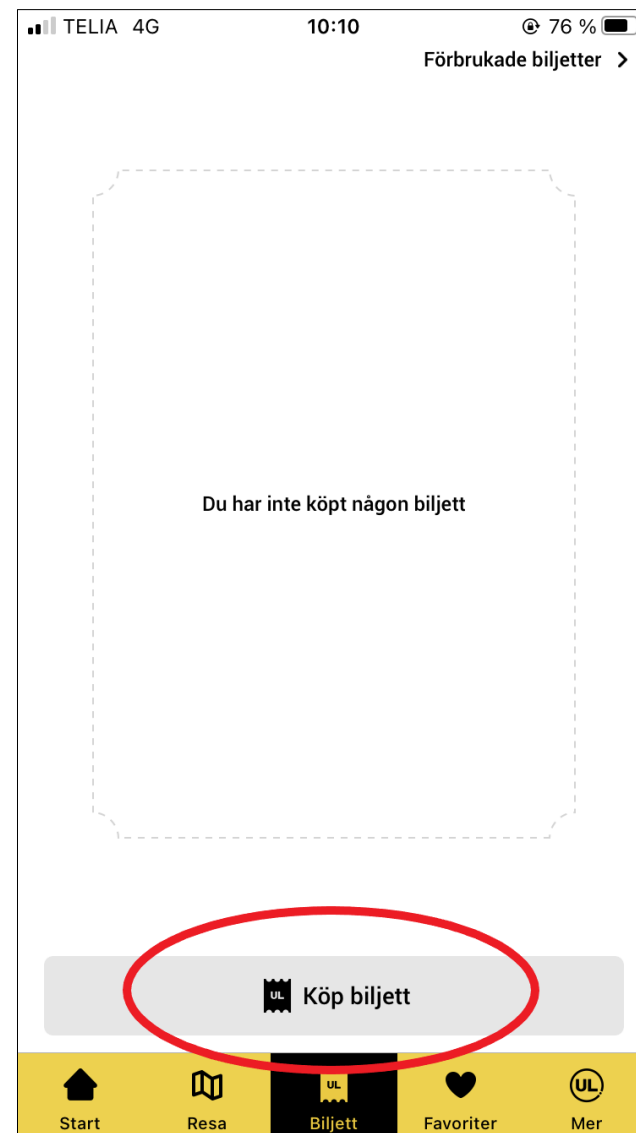 TELIA 4G 10:10 76 %
Förbrukade biljetter
Du har inte köpt någon biljett
UL Köp biljett
UL UL
Start Resa Biljett Favoriter Mer